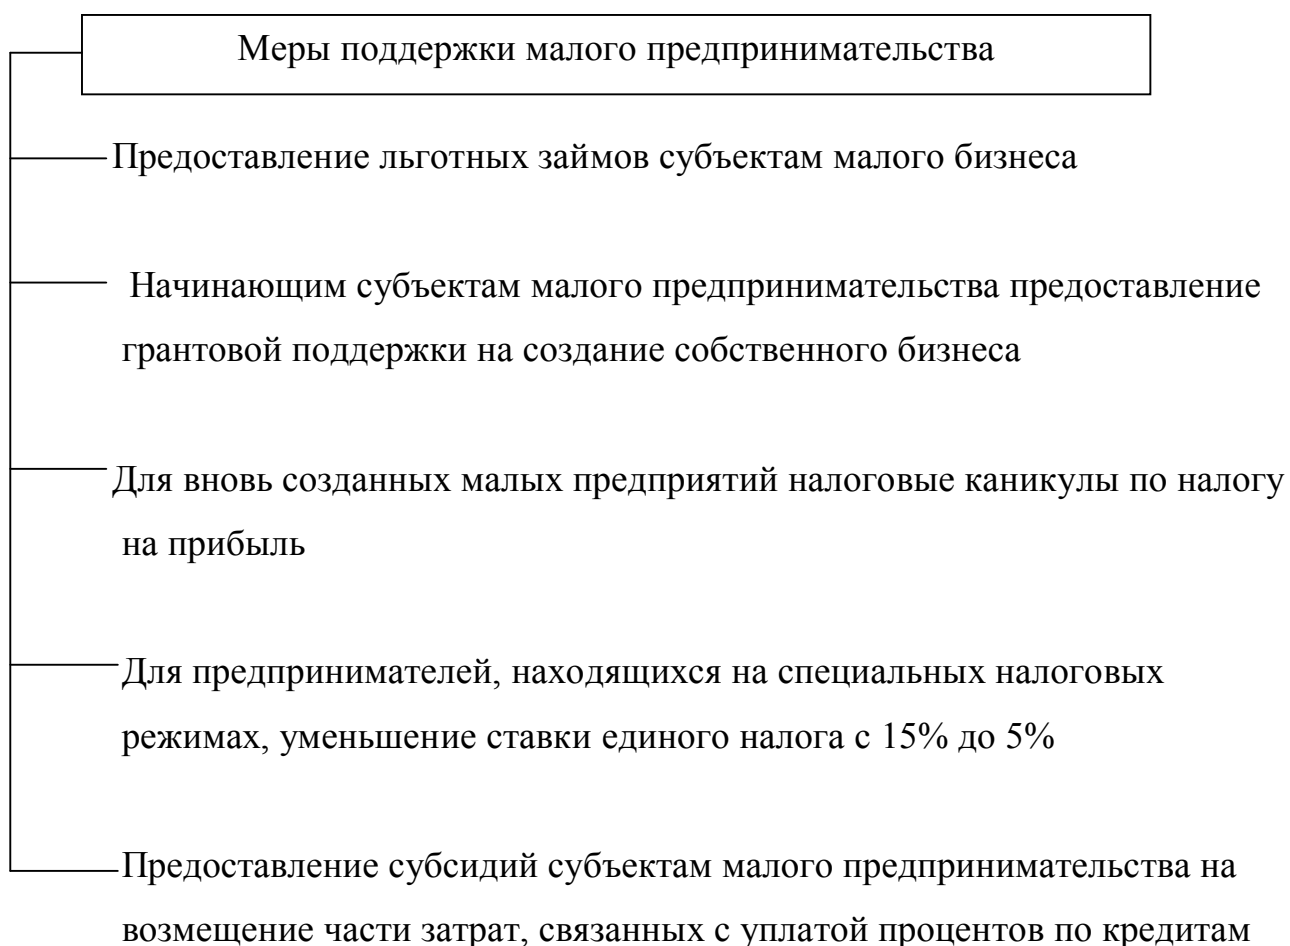 Меры поддержки малого предпринимательства
Предоставление льготных займов субъектам малого бизнеса
Начинающим субъектам малого предпринимательства предоставление
грантовой поддержки на создание собственного бизнеса
Для вновь созданных малых предприятий налоговые каникулы по налогу
на прибыль
Для предпринимателей, находящихся на специальных налоговых
режимах, уменьшение ставки единого налога с 15% до 5%
Предоставление субсидий субъектам малого предпринимательства на
возмещение части затрат, связанных с уплатой процентов по кредитам